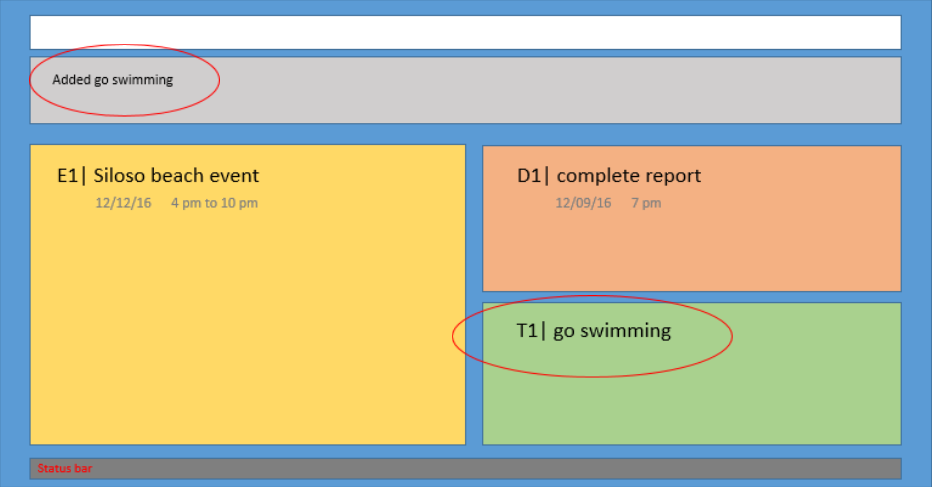 Added go swimming
E1| Siloso beach event
12/12/16 4 pm to 10 pm
D1| complete report
12/09/16 7 pm
T1| go swimming
Status bar